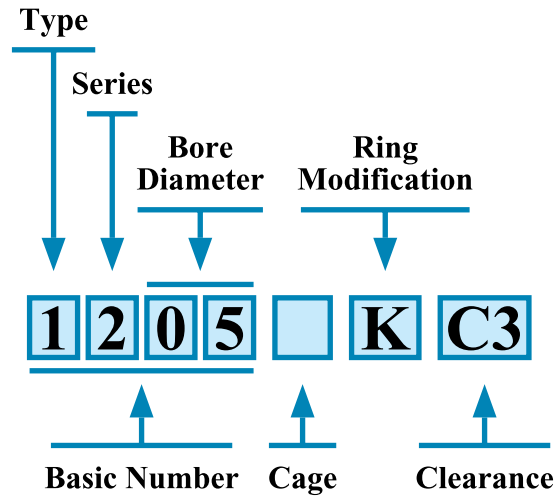 Type
Series
Bore
Diameter
Ring
Modification
1 2 0 5 K C3
Basic Number Cage Clearance